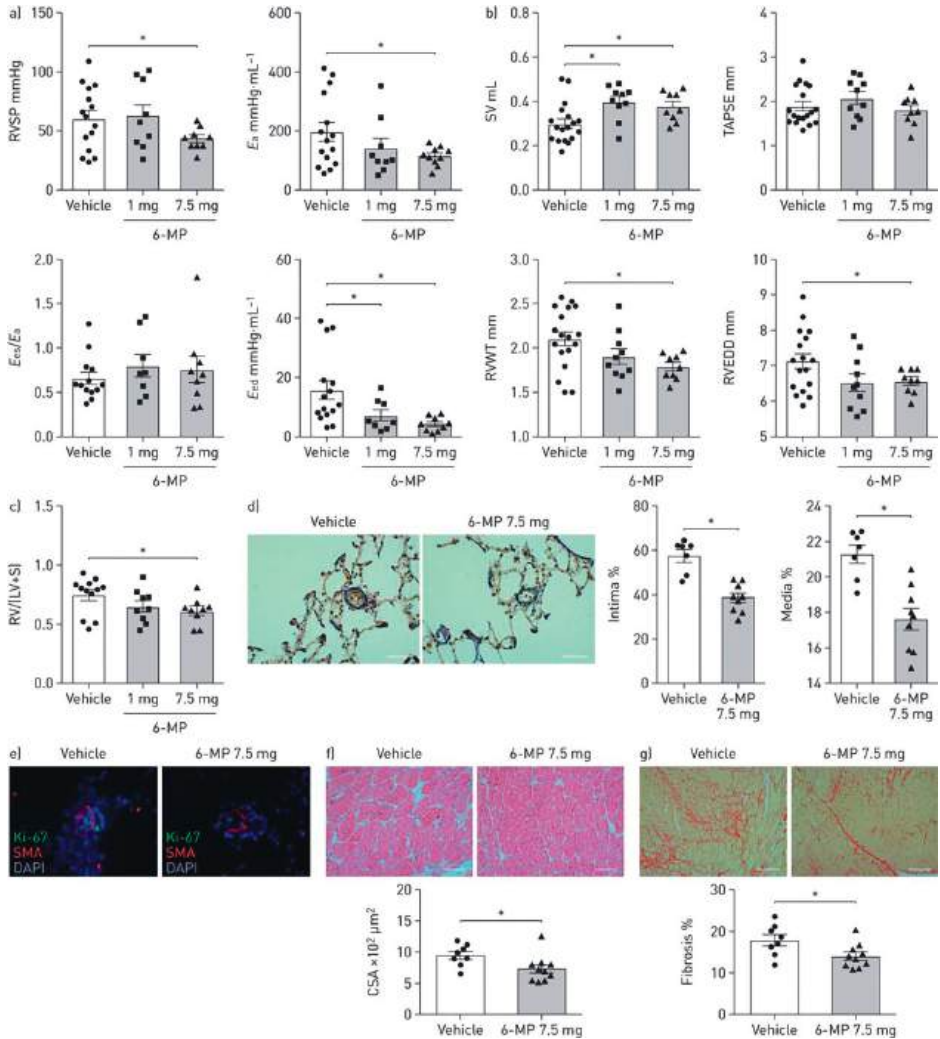 a)
RVSP mmHg
150
100
50
0
*
Vehicle 1 mg 7.5 mg
6-MP
Ea mmHg·mL−1
600
400
200
0
*
Vehicle 1 mg 7.5 mg
6-MP
b)
SV mL
0.8
0.6
0.4
0.2
0.0
*
*
Vehicle 1 mg 7.5 mg
6-MP
TAPSE mm
4
3
2
1
0
Vehicle 1 mg 7.5 mg
6-MP
Ees/Ea
2.0
1.5
1.0
0.5
0.0
Vehicle 1 mg 7.5 mg
6-MP
Eed mmHg·mL−1
60
40
20
0
*
*
Vehicle 1 mg 7.5 mg
6-MP
RVWT mm
3.0
2.5
2.0
1.5
1.0
*
Vehicle 1 mg 7.5 mg
6-MP
RVEDD mm
10
9
8
7
6
5
*
Vehicle 1 mg 7.5 mg
6-MP
c)
RV/(LV+S)
1.5
1.0
0.5
0.0
*
Vehicle 1 mg 7.5 mg
6-MP
d)
Vehicle 6-MP 7.5 mg
Intima %
80
60
40
20
0
*
Vehicle 6-MP
7.5 mg
Media %
24
22
20
18
16
14
*
Vehicle 6-MP
7.5 mg
e)
Vehicle 6-MP 7.5 mg
Ki-67
SMA
DAPI
Ki-67
SMA
DAPI
f)
Vehicle 6-MP 7.5 mg
CSA ×10² µm²
20
15
10
5
0
*
Vehicle 6-MP 7.5 mg
g)
Vehicle 6-MP 7.5 mg
Fibrosis %
30
20
10
0
*
Vehicle 6-MP 7.5 mg